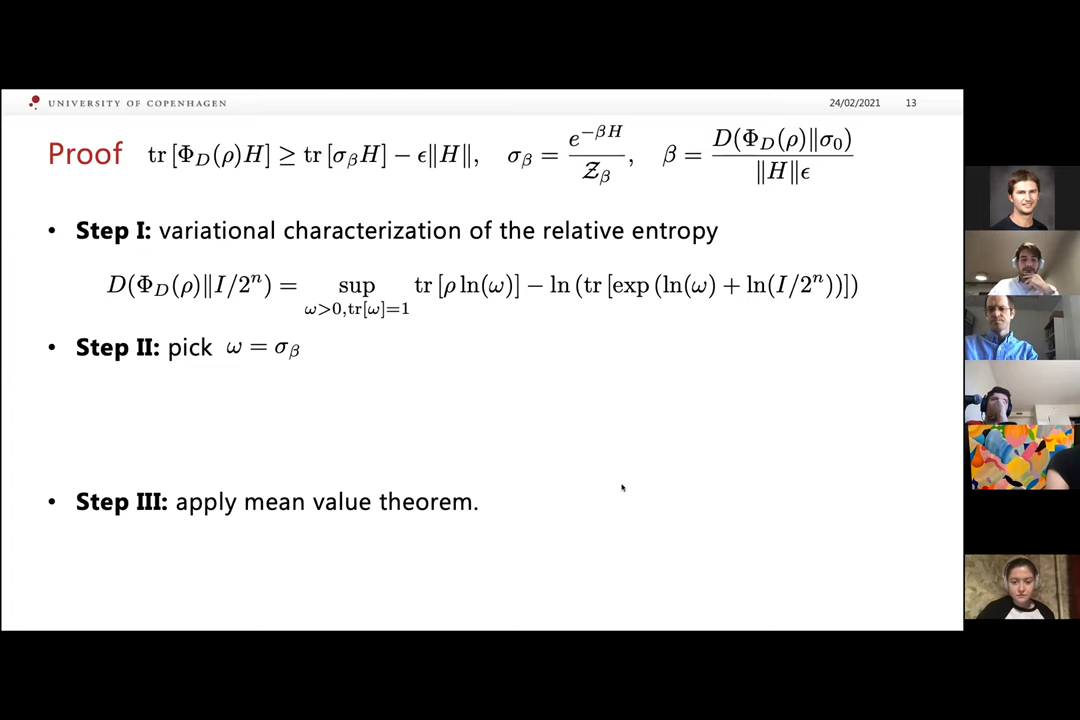 UNIVERSITY OF COPENHAGEN 24/02/2021 13
Proof tr [Φ_D(ρ)H] ≥ tr [σ_βH] − ϵ‖H‖, σ_β = e^{−βH} / 𝒵_β, β = D(Φ_D(ρ)‖σ_0) / ‖H‖ϵ
• Step I: variational characterization of the relative entropy
D(Φ_D(ρ)‖I/2^n) = sup_{ω>0,tr[ω]=1} tr [ρ ln(ω)] − ln (tr [exp (ln(ω) + ln(I/2^n))])
• Step II: pick ω = σ_β
• Step III: apply mean value theorem.